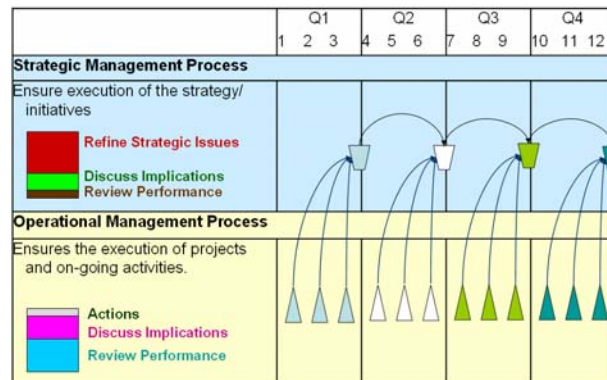 Q1 Q2 Q3 Q4
1 2 3 4 5 6 7 8 9 10 11 12
Strategic Management Process
Ensure execution of the strategy/
initiatives
Refine Strategic Issues
Discuss Implications
Review Performance
Operational Management Process
Ensures the execution of projects
and on-going activities.
Actions
Discuss Implications
Review Performance